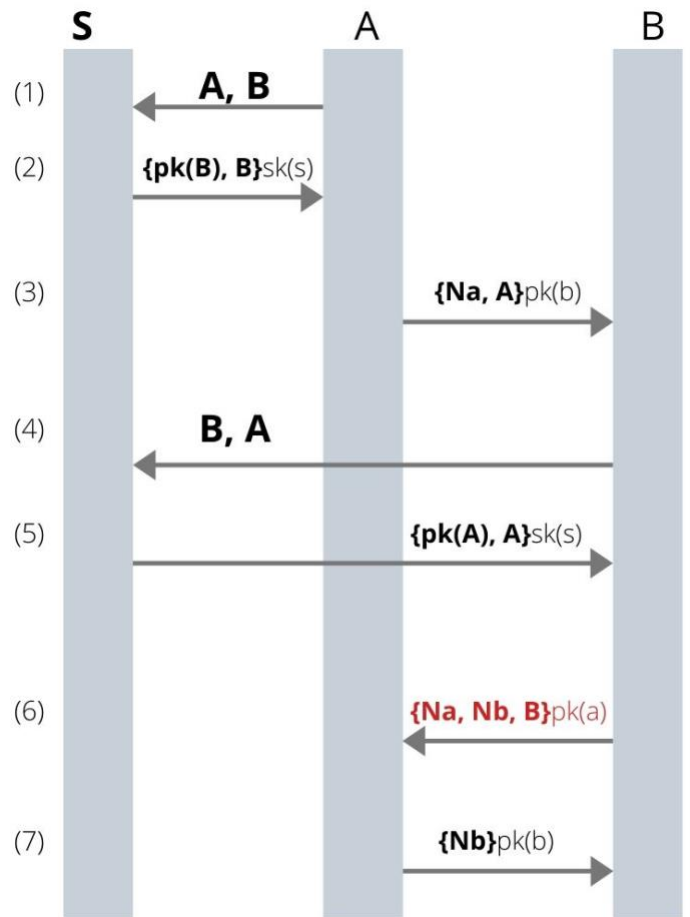 S A B
(1) A, B
(2) {pk(B), B}sk(s)
(3) {Na, A}pk(b)
(4) B, A
(5) {pk(A), A}sk(s)
(6) {Na, Nb, B}pk(a)
(7) {Nb}pk(b)